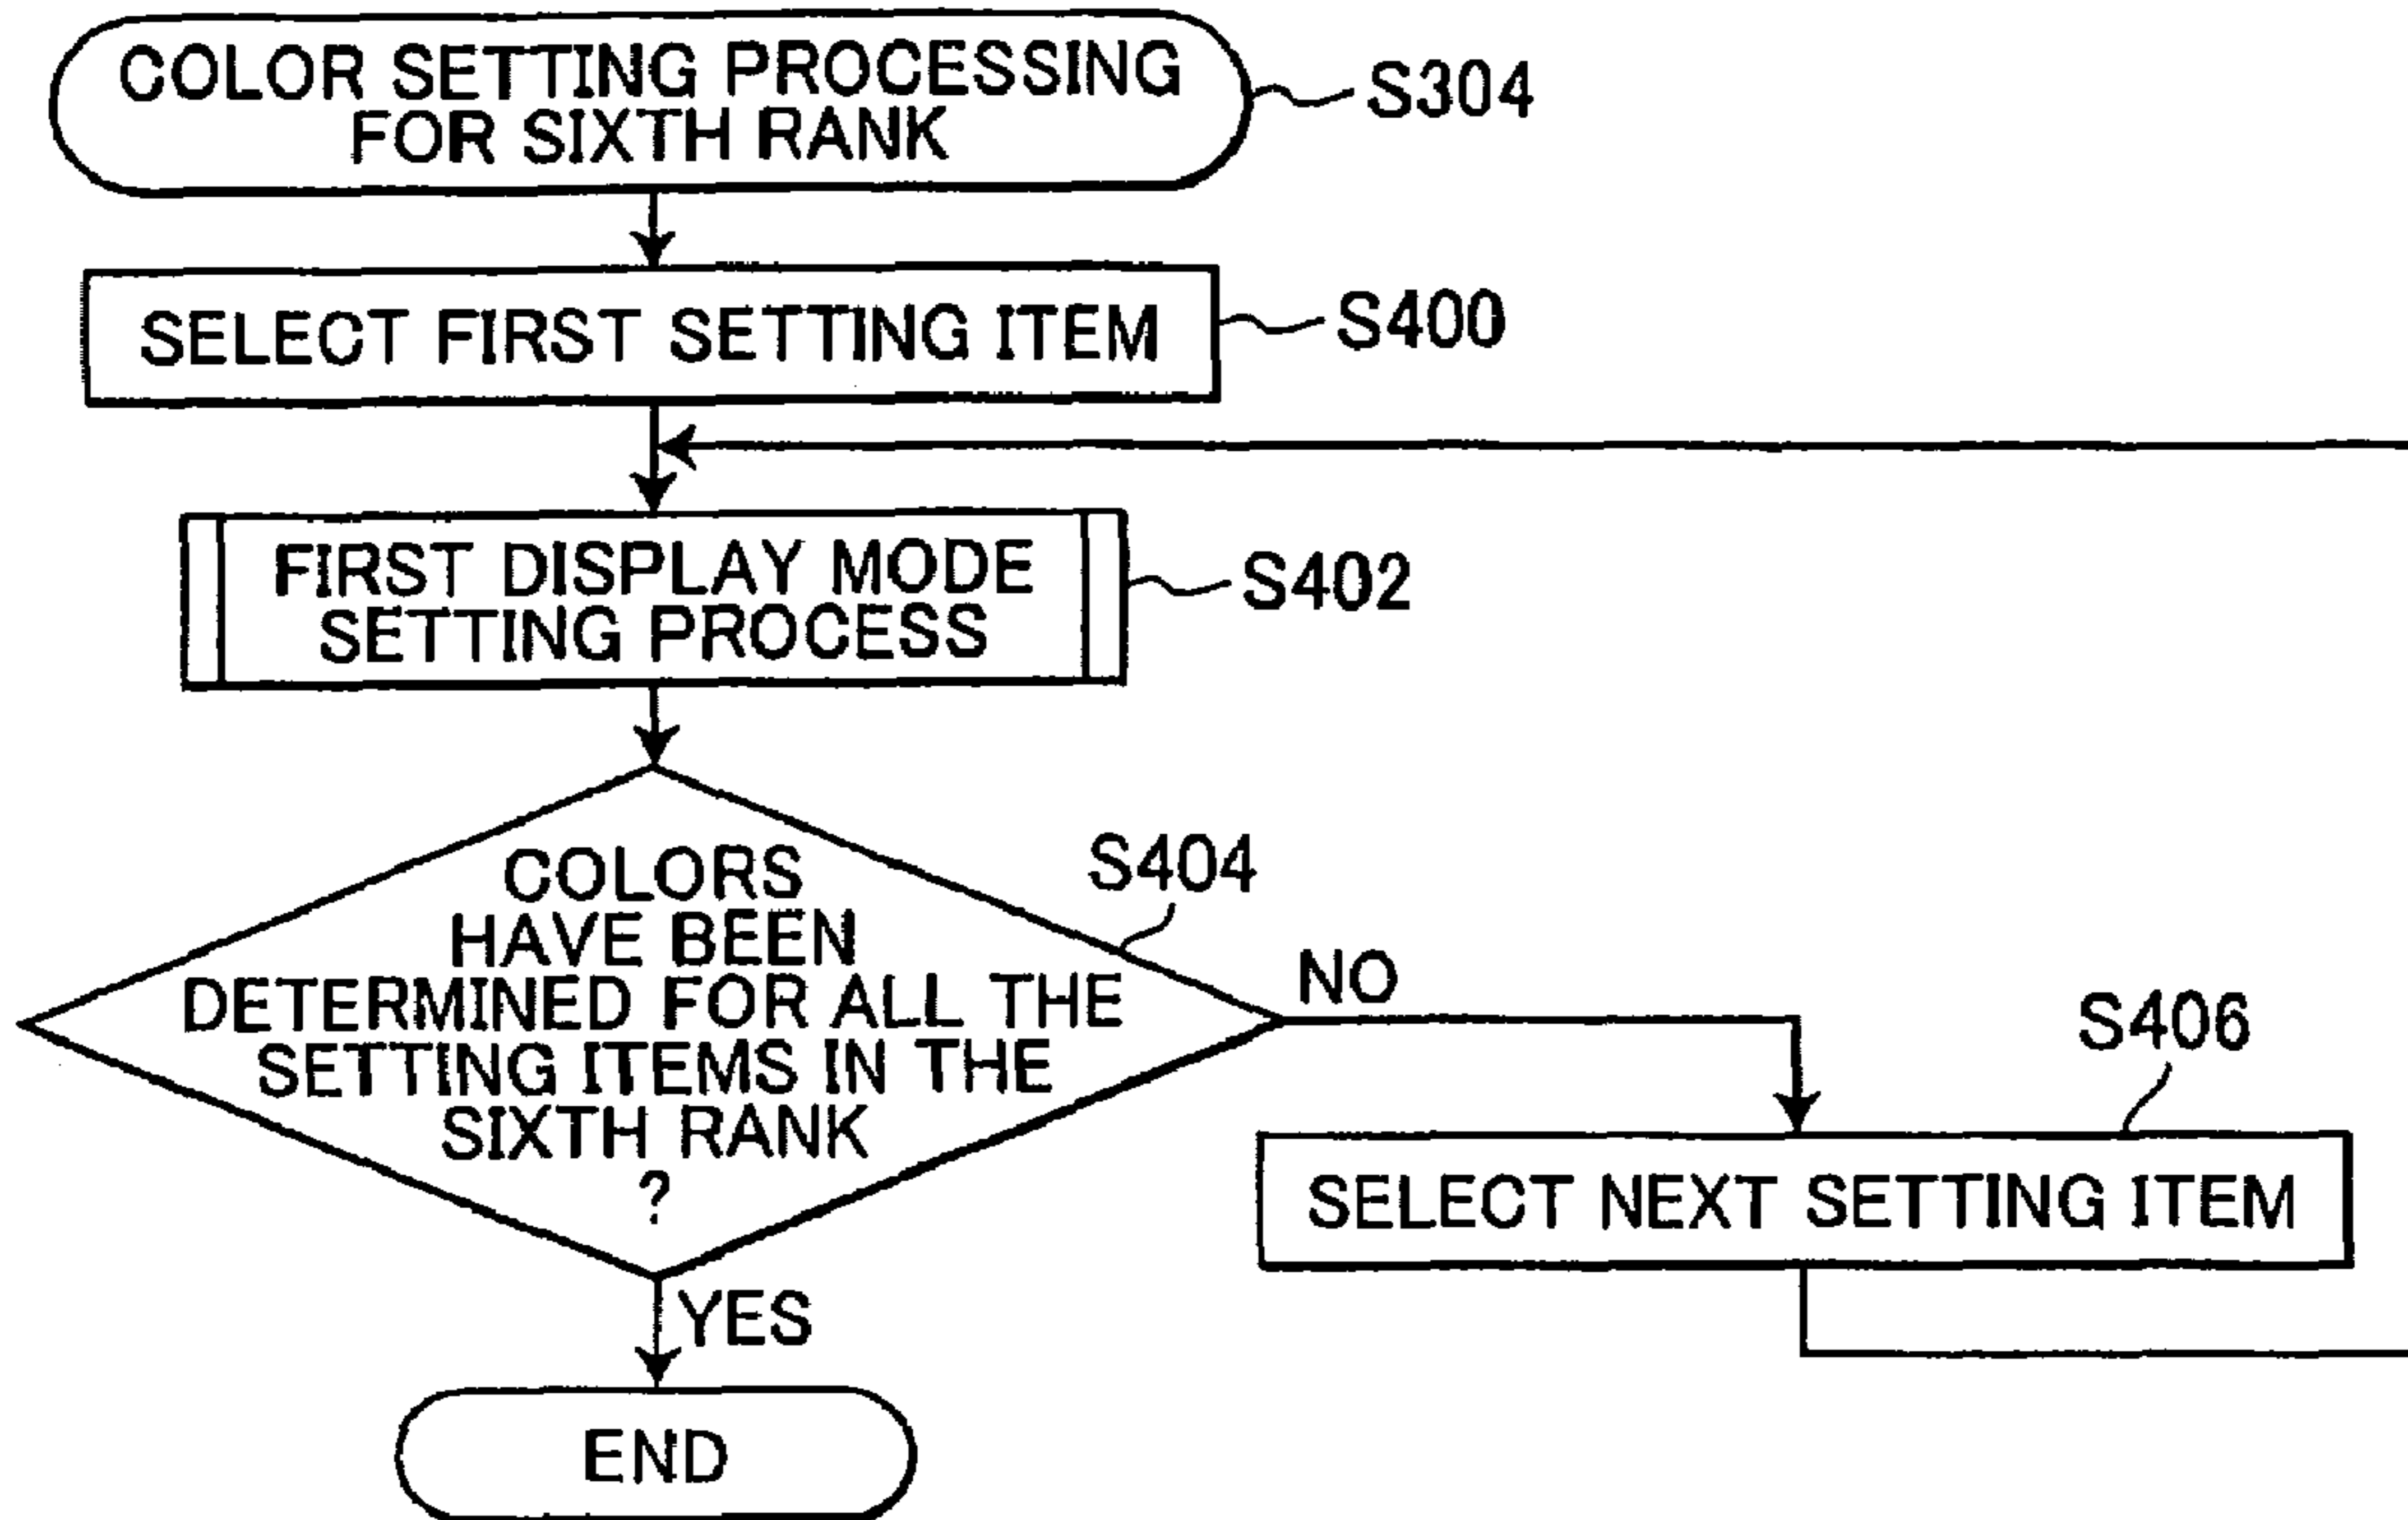 COLOR SETTING PROCESSING
FOR SIXTH RANK
S304
SELECT FIRST SETTING ITEM
S400
FIRST DISPLAY MODE
SETTING PROCESS
S402
COLORS
HAVE BEEN
DETERMINED FOR ALL THE
SETTING ITEMS IN THE
SIXTH RANK
?
S404
NO
S406
SELECT NEXT SETTING ITEM
YES
END